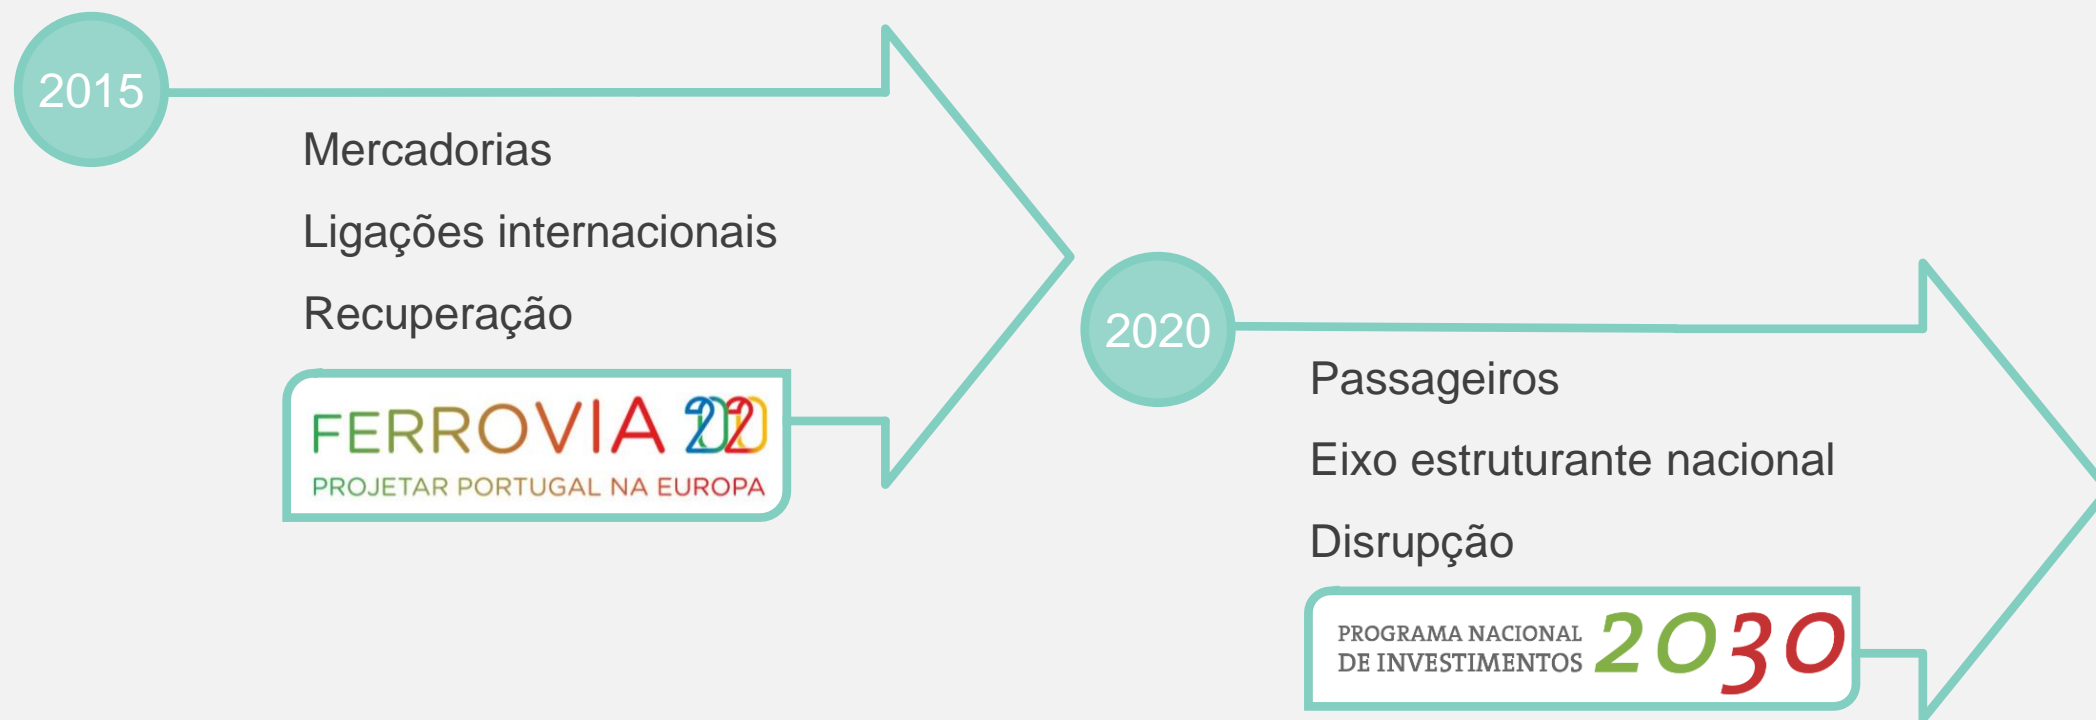 2015
Mercadorias
Ligações internacionais
Recuperação
FERROVIA 2020
PROJETAR PORTUGAL NA EUROPA
2020
Passageiros
Eixo estruturante nacional
Disrupção
PROGRAMA NACIONAL
DE INVESTIMENTOS 2030